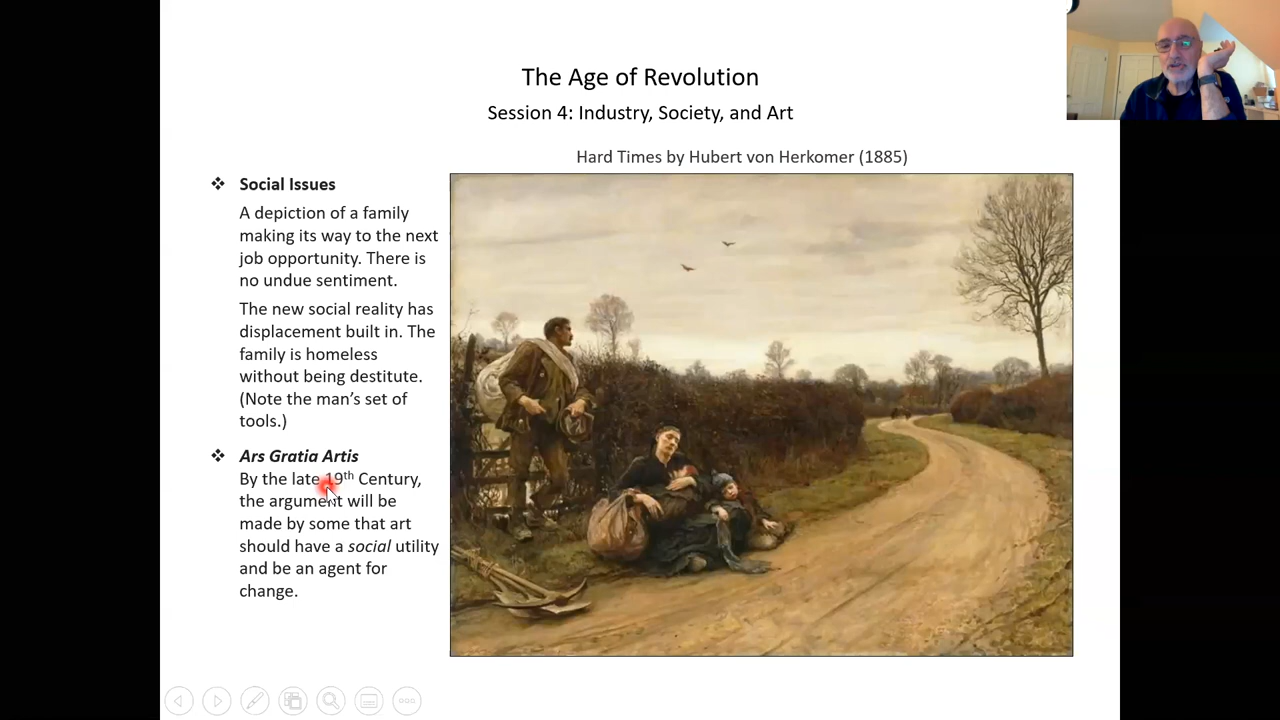 The Age of Revolution
Session 4: Industry, Society, and Art
Hard Times by Hubert von Herkomer (1885)
❖ Social Issues
A depiction of a family
making its way to the next
job opportunity. There is
no undue sentiment.
The new social reality has
displacement built in. The
family is homeless
without being destitute.
(Note the man’s set of
tools.)
❖ Ars Gratia Artis
By the late 19th Century,
the argument will be
made by some that art
should have a social utility
and be an agent for
change.